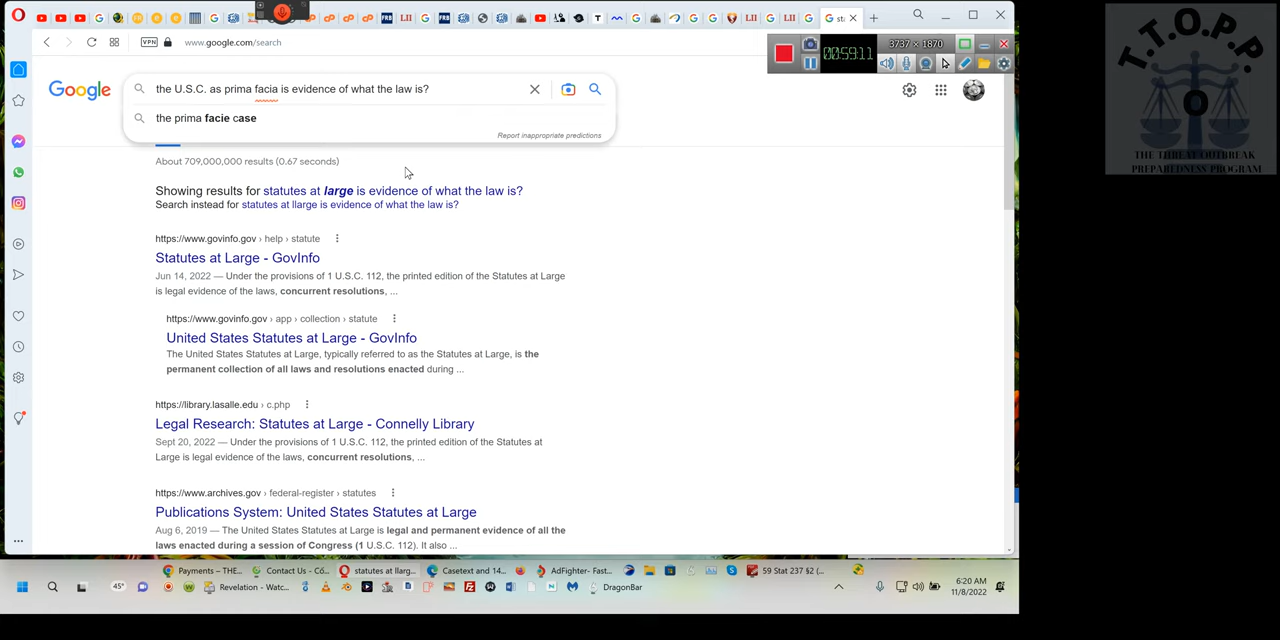 LII
FRB
LII
FRB
T
LII
LII
st
VPN
www.google.com/search
00:59:11
3737 × 1870
T.T.O.P.P.
O
THE THREAT OUTBREAK
PREPAREDNESS PROGRAM
Google
the U.S.C. as prima facia is evidence of what the law is?
the prima facie case
Report inappropriate predictions
About 709,000,000 results (0.67 seconds)
Showing results for statutes at large is evidence of what the law is?
Search instead for statutes at llarge is evidence of what the law is?
https://www.govinfo.gov › help › statute
Statutes at Large - GovInfo
Jun 14, 2022 — Under the provisions of 1 U.S.C. 112, the printed edition of the Statutes at Large
is legal evidence of the laws, concurrent resolutions, ...
https://www.govinfo.gov › app › collection › statute
United States Statutes at Large - GovInfo
The United States Statutes at Large, typically referred to as the Statutes at Large, is the
permanent collection of all laws and resolutions enacted during ...
https://library.lasalle.edu › c.php
Legal Research: Statutes at Large - Connelly Library
Sept 20, 2022 — Under the provisions of 1 U.S.C. 112, the printed edition of the Statutes at
Large is legal evidence of the laws, concurrent resolutions, ...
https://www.archives.gov › federal-register › statutes
Publications System: United States Statutes at Large
Aug 6, 2019 — The United States Statutes at Large is legal and permanent evidence of all the
laws enacted during a session of Congress (1 U.S.C. 112). It also ...
Payments – THE...
Contact Us - Có...
statutes at llarg...
Casetext and 14...
AdFighter- Fast...
59 Stat 237 §2 (...
45°
Revelation - Watc...
DragonBar
6:20 AM
11/8/2022